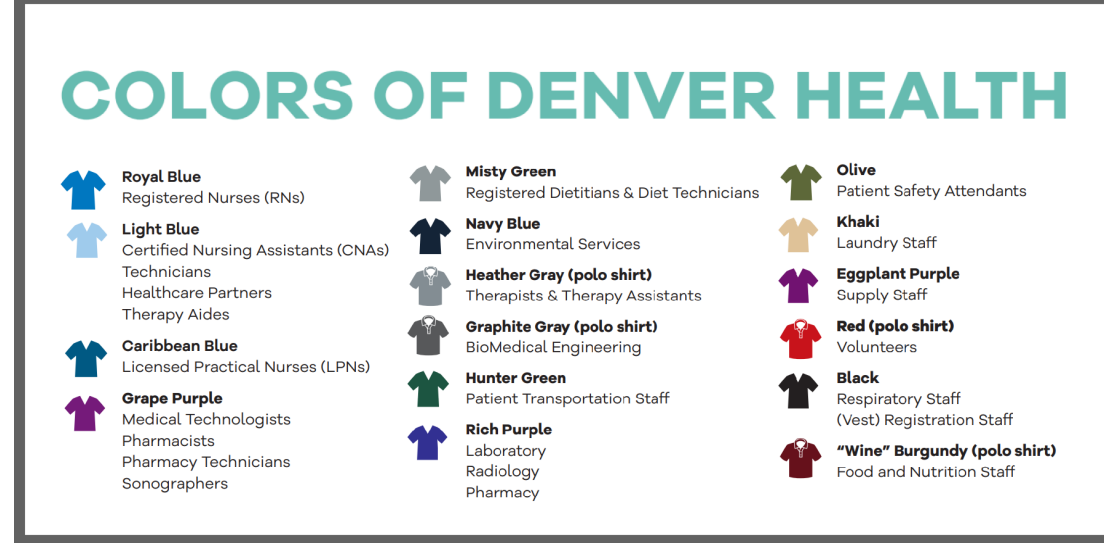 COLORS OF DENVER HEALTH
Royal Blue
Registered Nurses (RNs)
Light Blue
Certified Nursing Assistants (CNAs)
Technicians
Healthcare Partners
Therapy Aides
Caribbean Blue
Licensed Practical Nurses (LPNs)
Grape Purple
Medical Technologists
Pharmacists
Pharmacy Technicians
Sonographers
Misty Green
Registered Dietitians & Diet Technicians
Navy Blue
Environmental Services
Heather Gray (polo shirt)
Therapists & Therapy Assistants
Graphite Gray (polo shirt)
BioMedical Engineering
Hunter Green
Patient Transportation Staff
Rich Purple
Laboratory
Radiology
Pharmacy
Olive
Patient Safety Attendants
Khaki
Laundry Staff
Eggplant Purple
Supply Staff
Red (polo shirt)
Volunteers
Black
Respiratory Staff
(Vest) Registration Staff
“Wine” Burgundy (polo shirt)
Food and Nutrition Staff